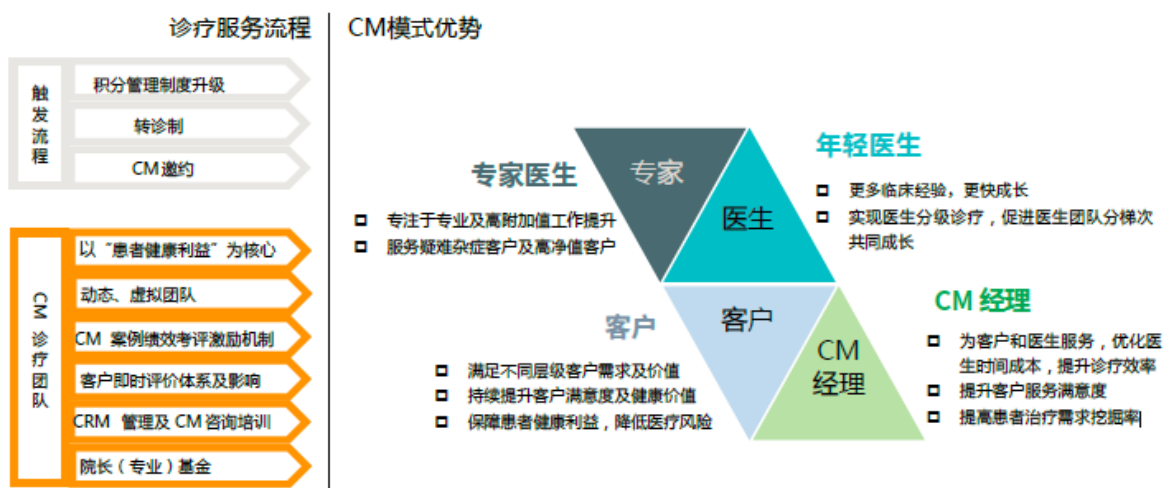 诊疗服务流程
触发流程
积分管理制度升级
转诊制
CM邀约
CM 诊疗团队
以“患者健康利益”为核心
动态、虚拟团队
CM 案例绩效考评激励机制
客户即时评价体系及影响
CRM 管理及CM咨询培训
院长（专业）基金
CM模式优势
专家医生
专注于专业及高附加值工作提升
服务疑难杂症客户及高净值客户
专家
医生
年轻医生
更多临床经验，更快成长
实现医生分级诊疗，促进医生团队分梯次
共同成长
客户
满足不同层级客户需求及价值
持续提升客户满意度及健康价值
保障患者健康利益，降低医疗风险
客户
CM
经理
CM 经理
为客户和医生服务，优化医
生时间成本，提升诊疗效率
提升客户服务满意度
提高患者治疗需求挖掘率